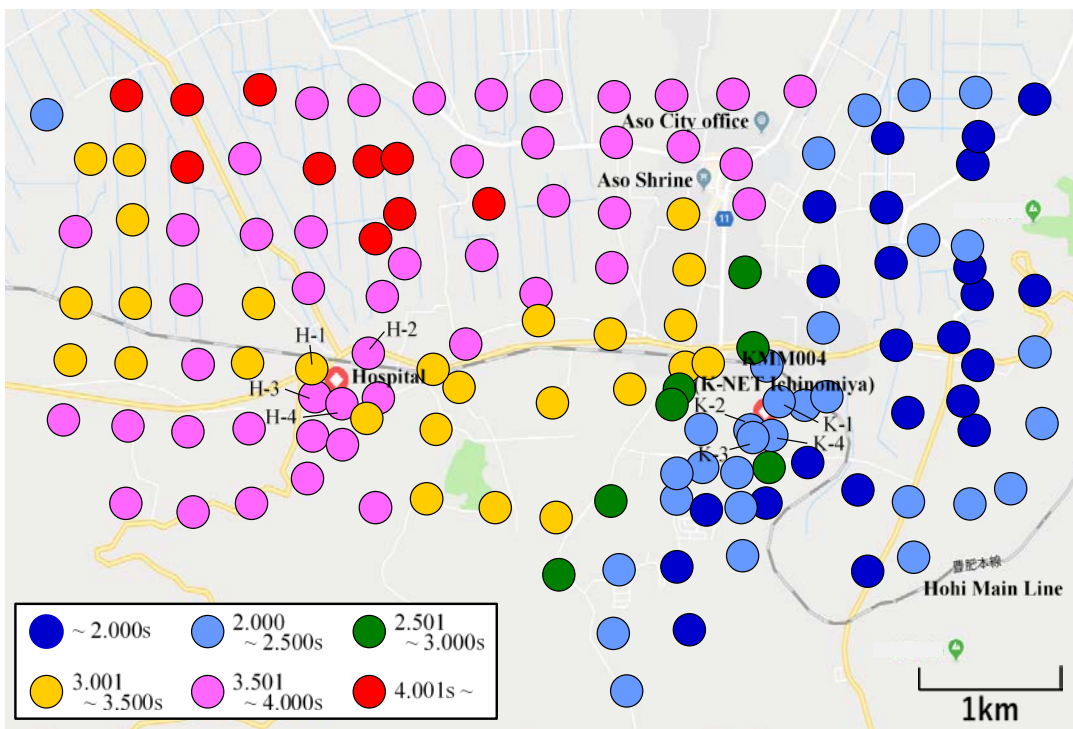 Aso City office
Aso Shrine
11
H-1
H-2
Hospital
H-3
H-4
KMM004
(K-NET Ichinomiya)
K-2
K-1
K-3
K-4
豊肥本線
Hohi Main Line
~ 2.000s
2.000
~ 2.500s
2.501
~ 3.000s
3.001
~ 3.500s
3.501
~ 4.000s
4.001s ~
1km